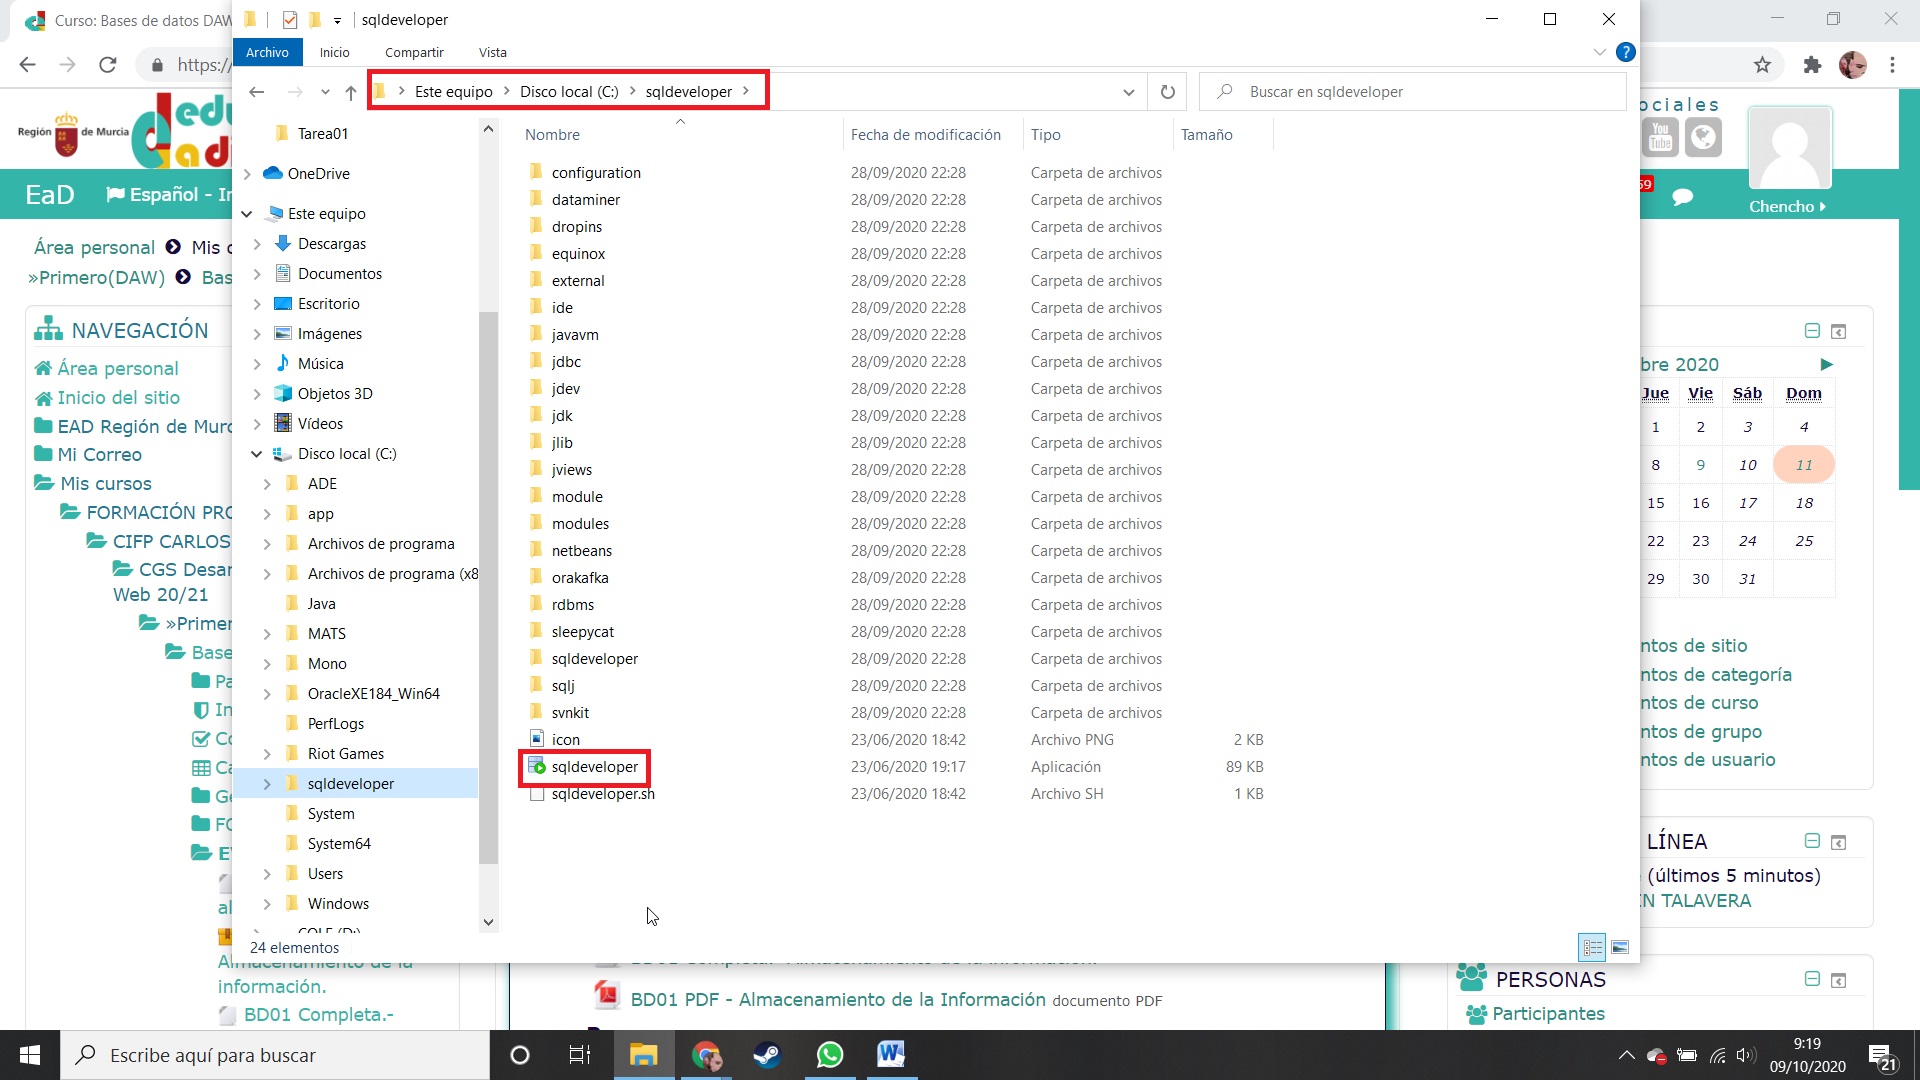 Curso: Bases de datos DAW
https:/
sqldeveloper
Archivo
Inicio
Compartir
Vista
Este equipo > Disco local (C:) > sqldeveloper >
Buscar en sqldeveloper
Región de Murcia
edu
adi
EaD
Español - In
Área personal
Mis c
»Primero(DAW)
Bas
NAVEGACIÓN
Área personal
Inicio del sitio
EAD Región de Murc
Mi Correo
Mis cursos
FORMACIÓN PRO
CIFP CARLOS
CGS Desar
Web 20/21
»Primer
Base
Pa
In
Co
Ca
Ge
FO
E
al
Almacenamiento de la
información.
BD01 Completa.-
Tarea01
OneDrive
Este equipo
Descargas
Documentos
Escritorio
Imágenes
Música
Objetos 3D
Vídeos
Disco local (C:)
ADE
app
Archivos de programa
Archivos de programa (x8
Java
MATS
Mono
OracleXE184_Win64
PerfLogs
Riot Games
sqldeveloper
System
System64
Users
Windows
COLE (D:)
24 elementos
Nombre Fecha de modificación Tipo Tamaño
configuration 28/09/2020 22:28 Carpeta de archivos
dataminer 28/09/2020 22:28 Carpeta de archivos
dropins 28/09/2020 22:28 Carpeta de archivos
equinox 28/09/2020 22:28 Carpeta de archivos
external 28/09/2020 22:28 Carpeta de archivos
ide 28/09/2020 22:28 Carpeta de archivos
javavm 28/09/2020 22:28 Carpeta de archivos
jdbc 28/09/2020 22:28 Carpeta de archivos
jdev 28/09/2020 22:28 Carpeta de archivos
jdk 28/09/2020 22:28 Carpeta de archivos
jlib 28/09/2020 22:28 Carpeta de archivos
jviews 28/09/2020 22:28 Carpeta de archivos
module 28/09/2020 22:28 Carpeta de archivos
modules 28/09/2020 22:28 Carpeta de archivos
netbeans 28/09/2020 22:28 Carpeta de archivos
orakafka 28/09/2020 22:28 Carpeta de archivos
rdbms 28/09/2020 22:28 Carpeta de archivos
sleepycat 28/09/2020 22:28 Carpeta de archivos
sqldeveloper 28/09/2020 22:28 Carpeta de archivos
sqlj 28/09/2020 22:28 Carpeta de archivos
svnkit 28/09/2020 22:28 Carpeta de archivos
icon 23/06/2020 18:42 Archivo PNG 2 KB
sqldeveloper 23/06/2020 19:17 Aplicación 89 KB
sqldeveloper.sh 23/06/2020 18:42 Archivo SH 1 KB
BD01 PDF - Almacenamiento de la Información documento PDF
ociales
You Tube
59
Chencho
bre 2020
Jue Vie Sáb Dom
1 2 3 4
8 9 10 11
15 16 17 18
22 23 24 25
29 30 31
ntos de sitio
ntos de categoría
ntos de curso
ntos de grupo
ntos de usuario
LÍNEA
(últimos 5 minutos)
N TALAVERA
PERSONAS
Participantes
Escribe aquí para buscar
9:19
09/10/2020
21